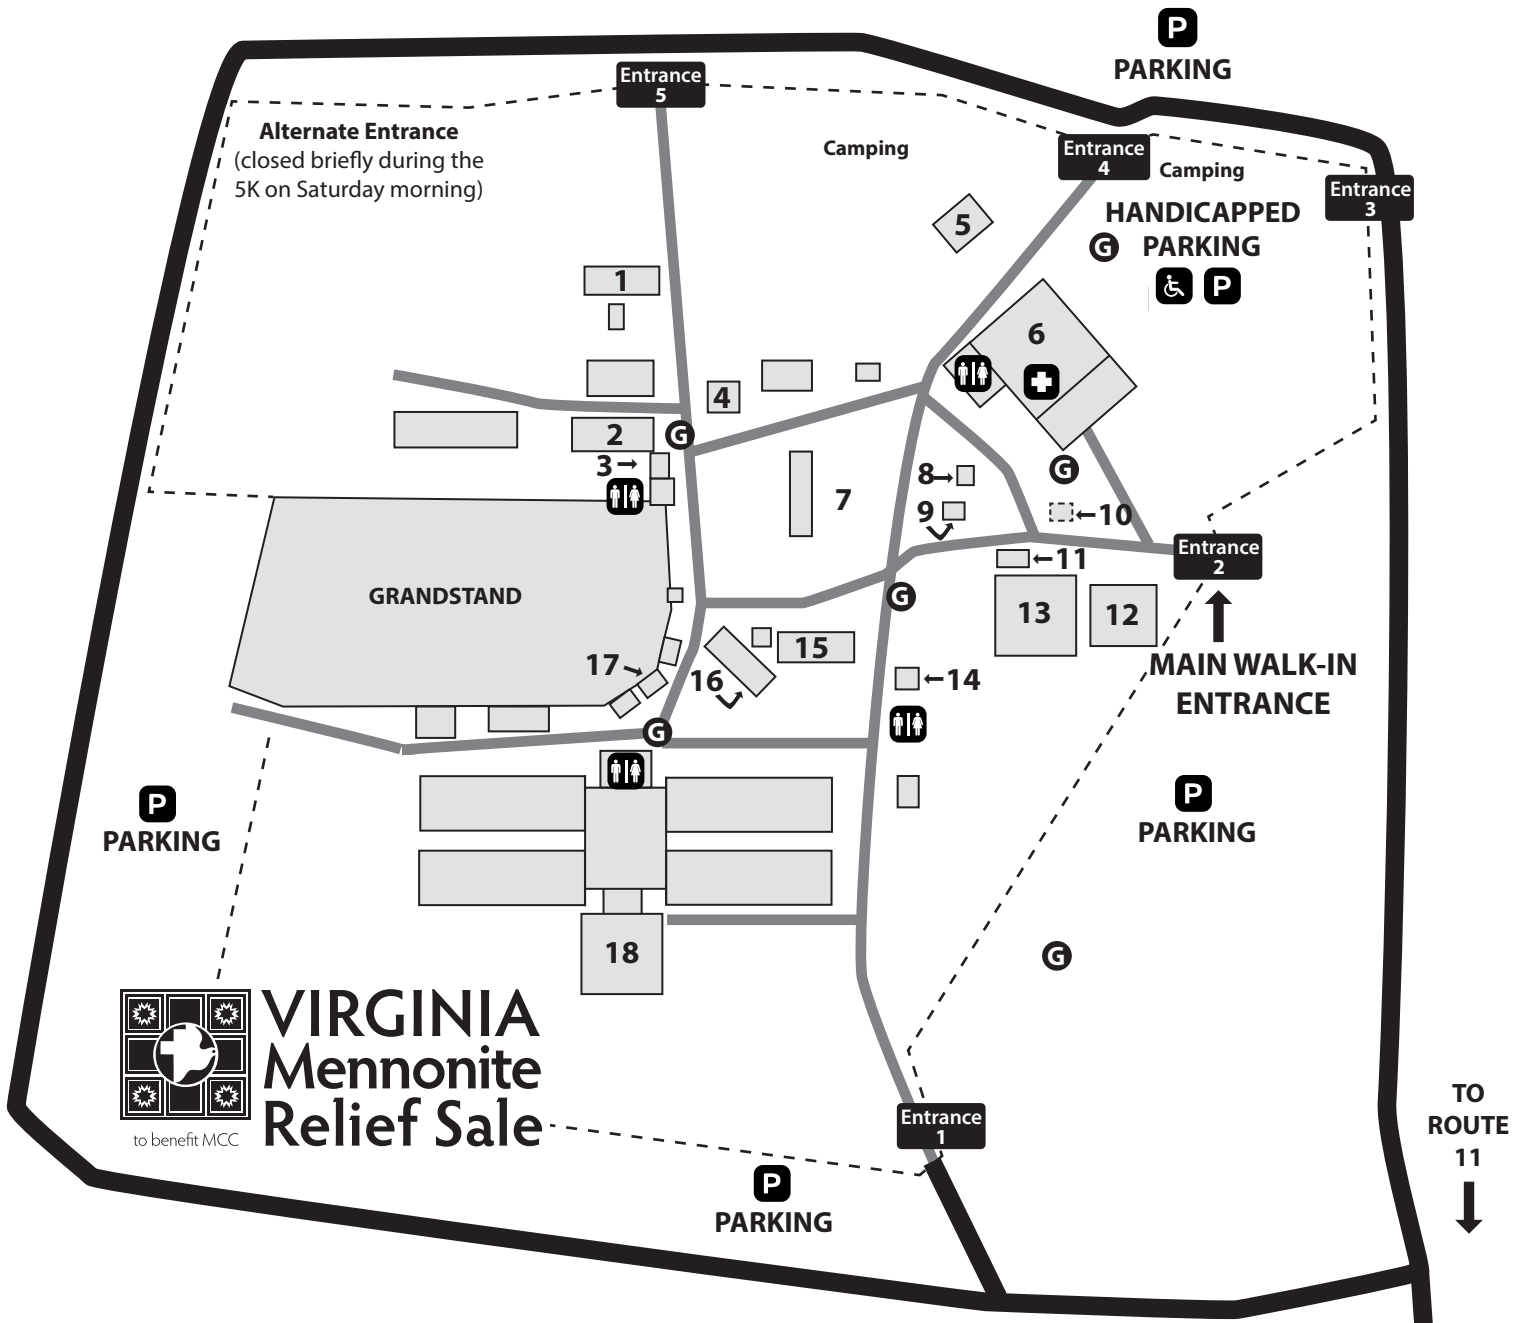 P
PARKING
Entrance
5
Alternate Entrance
(closed briefly during the
5K on Saturday morning)
Camping
Entrance
4
Camping
Entrance
3
HANDICAPPED
G PARKING
P
5
1
6
4
2
G
3
8
G
7
9
10
Entrance
2
11
GRANDSTAND
G
13
12
15
17
16
14
MAIN WALK-IN
ENTRANCE
G
P
PARKING
P
PARKING
18
G
VIRGINIA
Mennonite
Relief Sale
to benefit MCC
Entrance
1
TO
ROUTE
11
P
PARKING